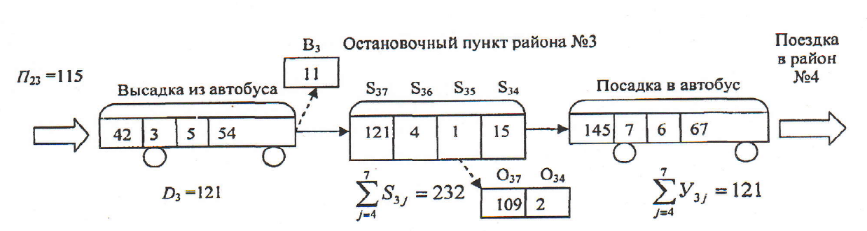 B₃ Остановочный пункт района №3
Поездка в район №4
П₂₃ =115
11
Высадка из автобуса
S₃₇ S₃₆ S₃₅ S₃₄
Посадка в автобус
42 3 5 54
121 4 1 15
145 7 6 67
O₃₇ O₃₄
D₃ =121
∑ S₃ⱼ = 232
j=4
7
109 2
∑ У₃ⱼ = 121
j=4
7